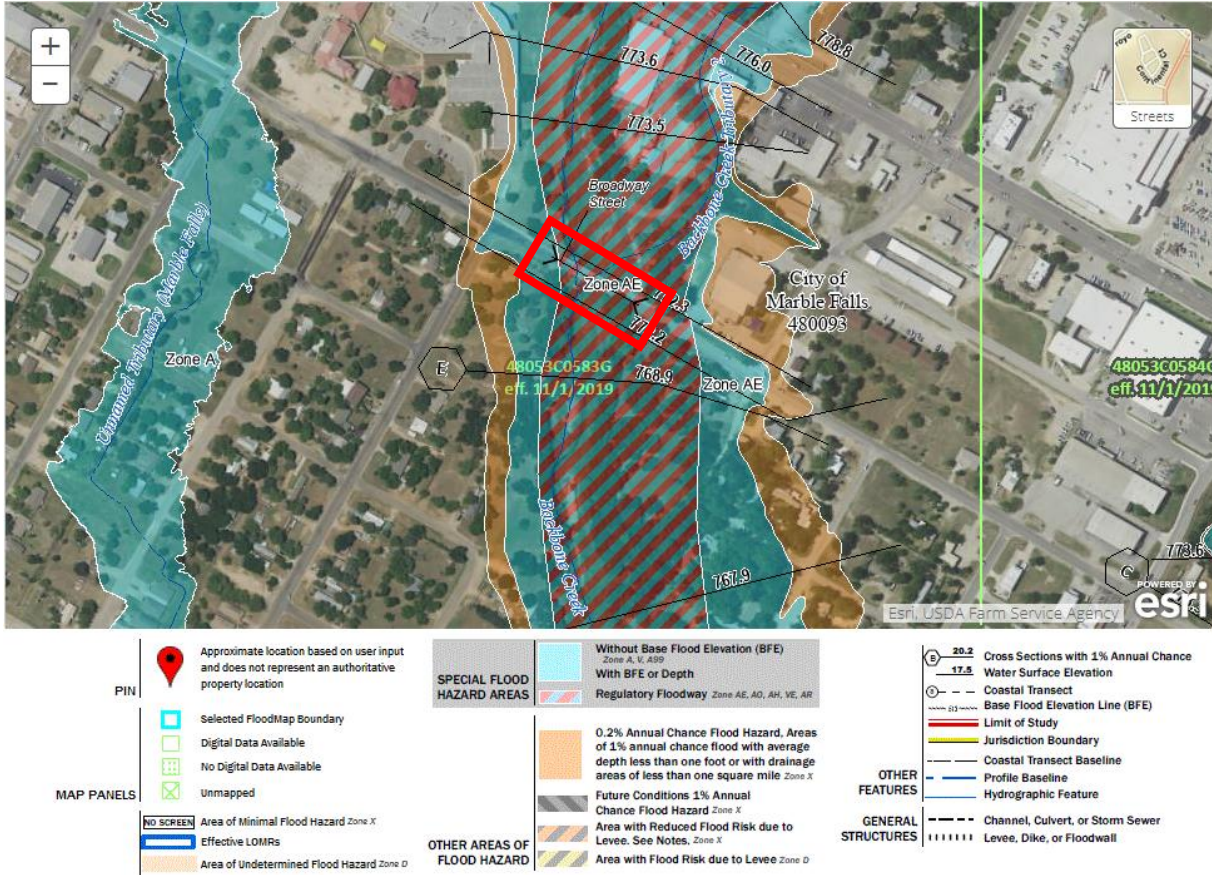 +
−
royo
Continental
Ct
Streets
773.6
776.0
778.8
773.5
Backbone Creek Tributary 2
Broadway
Street
Unnamed Tributary (Marble Falls)
Zone A
Zone AE
City of
Marble Falls
480093
E
48053C0583G
eff. 11/1/2019
768.9
Zone AE
48053C0584G
eff. 11/1/2019
Backbone Creek
767.9
C
773.6
Esri, USDA Farm Service Agency
POWERED BY
esri
PIN
Approximate location based on user input
and does not represent an authoritative
property location
MAP PANELS
Selected FloodMap Boundary
Digital Data Available
No Digital Data Available
Unmapped
NO SCREEN Area of Minimal Flood Hazard Zone X
Effective LOMRs
Area of Undetermined Flood Hazard Zone D
SPECIAL FLOOD
HAZARD AREAS
Without Base Flood Elevation (BFE)
Zone A, V, A99
With BFE or Depth
Regulatory Floodway Zone AE, AO, AH, VE, AR
OTHER AREAS OF
FLOOD HAZARD
0.2% Annual Chance Flood Hazard, Areas
of 1% annual chance flood with average
depth less than one foot or with drainage
areas of less than one square mile Zone X
Future Conditions 1% Annual
Chance Flood Hazard Zone X
Area with Reduced Flood Risk due to
Levee. See Notes. Zone X
Area with Flood Risk due to Levee Zone D
OTHER
FEATURES
B 20.2 Cross Sections with 1% Annual Chance
17.5 Water Surface Elevation
Coastal Transect
Base Flood Elevation Line (BFE)
Limit of Study
Jurisdiction Boundary
Coastal Transect Baseline
Profile Baseline
Hydrographic Feature
GENERAL
STRUCTURES
Channel, Culvert, or Storm Sewer
Levee, Dike, or Floodwall